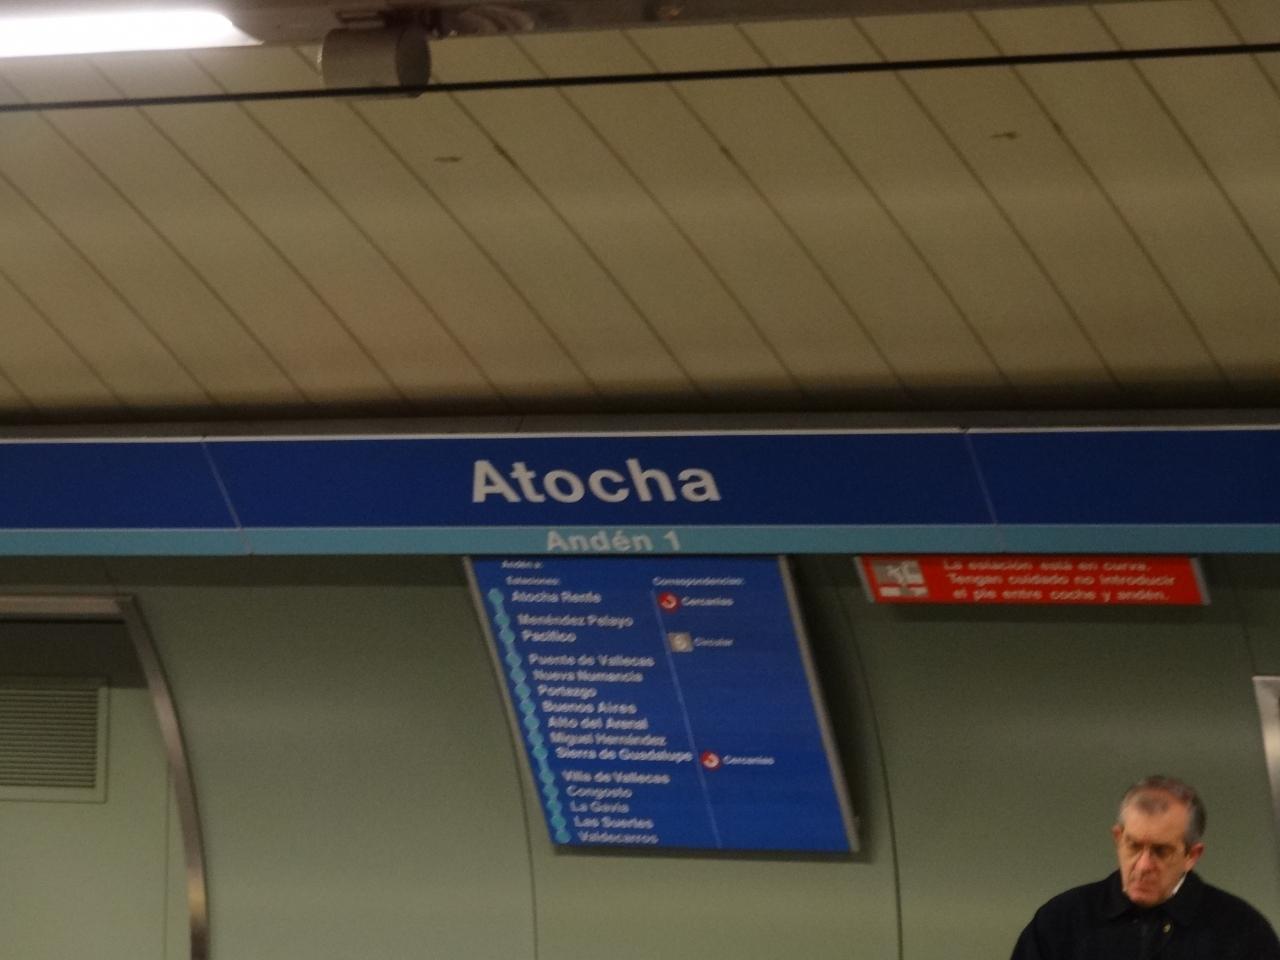 Atocha
Andén 1
Andén 1
Estaciones:
Correspondencias:
Atocha Renfe
Cercanías
Menéndez Pelayo
Pacífico
Circular
Puente de Vallecas
Nueva Numancia
Portazgo
Buenos Aires
Alto del Arenal
Miguel Hernández
Sierra de Guadalupe
Cercanías
Villa de Vallecas
Congosto
La Gavia
Las Suertes
Valdecarros
La estación está en curva.
Tengan cuidado no introducir
el pie entre coche y andén.